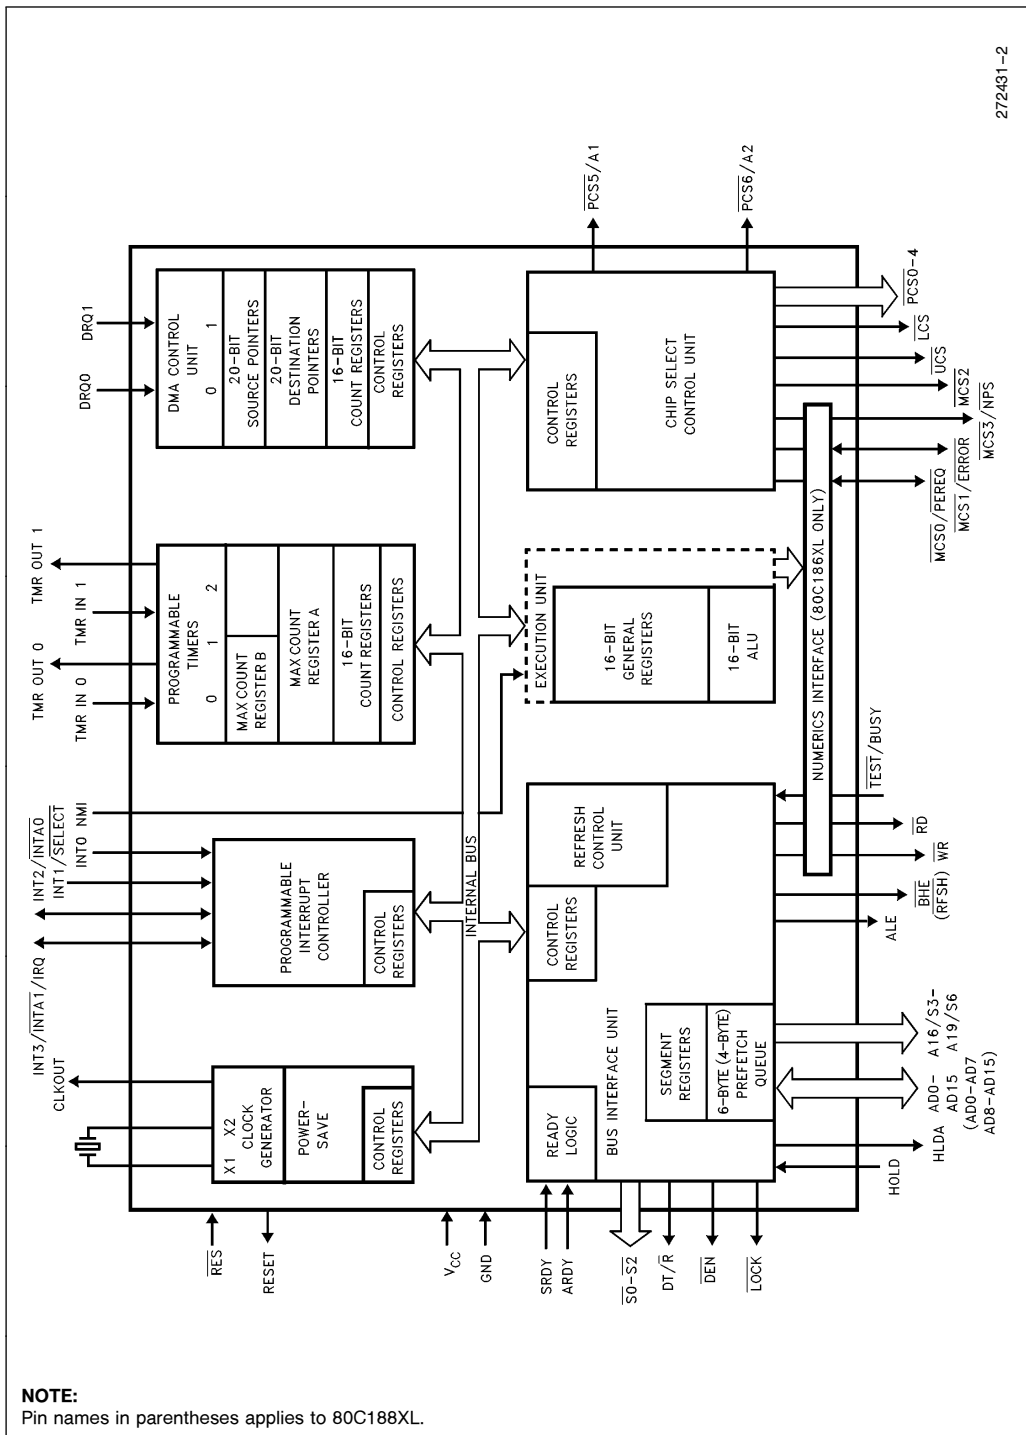 272431-2
INT3/INTA1/IRQ
INT2/INTA0
INT1/SELECT
INT0
NMI
TMR IN 0
TMR OUT 0
TMR IN 1
TMR OUT 1
DRQ0
DRQ1
CLKOUT
X1 X2
CLOCK
GENERATOR
POWER-
SAVE
CONTROL
REGISTERS
PROGRAMMABLE
INTERRUPT
CONTROLLER
CONTROL
REGISTERS
PROGRAMMABLE
TIMERS
0 1 2
MAX COUNT
REGISTER B
MAX COUNT
REGISTER A
16-BIT
COUNT REGISTERS
CONTROL REGISTERS
DMA CONTROL
UNIT
0 1
20-BIT
SOURCE POINTERS
20-BIT
DESTINATION
POINTERS
16-BIT
COUNT REGISTERS
CONTROL
REGISTERS
INTERNAL BUS
RES
RESET
VCC
GND
SRDY
ARDY
S0-S2
DT/R
DEN
LOCK
READY
LOGIC
BUS INTERFACE UNIT
CONTROL
REGISTERS
REFRESH
CONTROL
UNIT
SEGMENT
REGISTERS
6-BYTE (4-BYTE)
PREFETCH
QUEUE
EXECUTION UNIT
16-BIT
GENERAL
REGISTERS
16-BIT
ALU
CONTROL
REGISTERS
CHIP SELECT
CONTROL UNIT
PCS5/A1
PCS6/A2
NUMERICS INTERFACE (80C186XL ONLY)
HOLD
HLDA
AD0-
AD15
(AD0-AD7
AD8-AD15)
A16/S3-
A19/S6
ALE
BHE
(RFSH)
WR
RD
TEST/BUSY
MCS0/PEREQ
MCS1/ERROR
MCS3/NPS
MCS2
UCS
LCS
PCS0-4
NOTE:
Pin names in parentheses applies to 80C188XL.